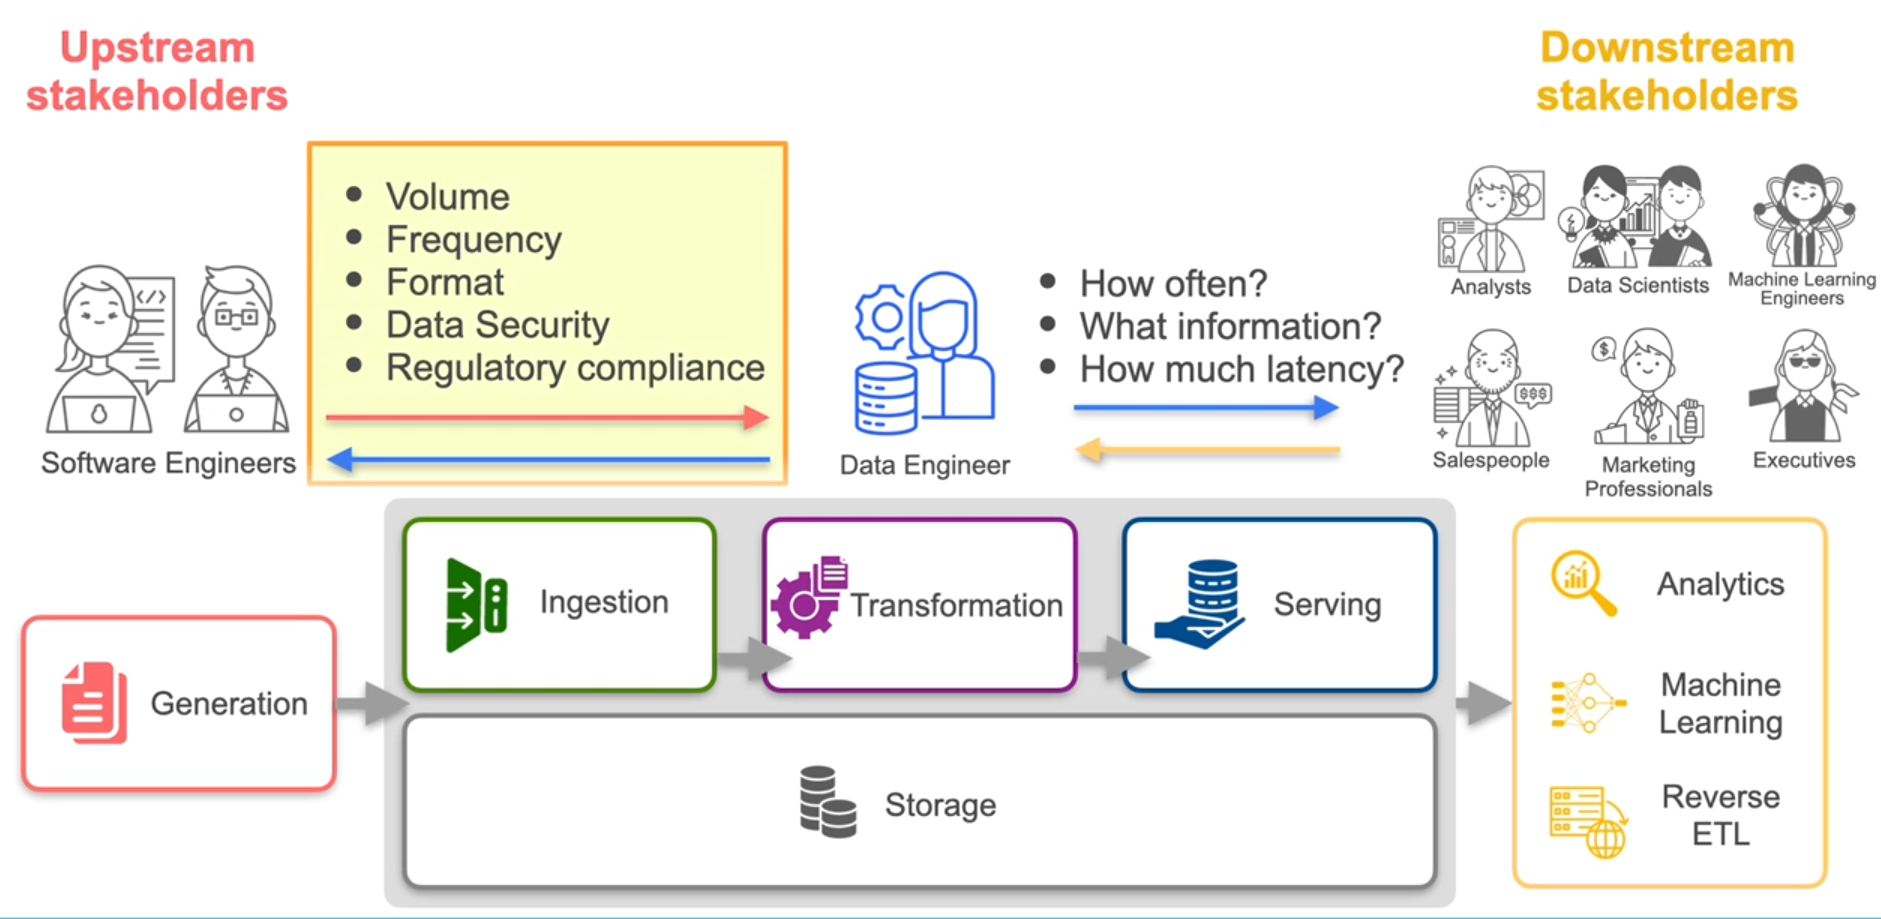 Upstream
stakeholders
Downstream
stakeholders
• Volume
• Frequency
• Format
• Data Security
• Regulatory compliance
Software Engineers
Data Engineer
• How often?
• What information?
• How much latency?
Analysts
Data Scientists
Machine Learning
Engineers
$
$$$
</>
Salespeople
Marketing
Professionals
Executives
Generation
Ingestion
Transformation
Serving
Storage
Analytics
Machine
Learning
Reverse
ETL